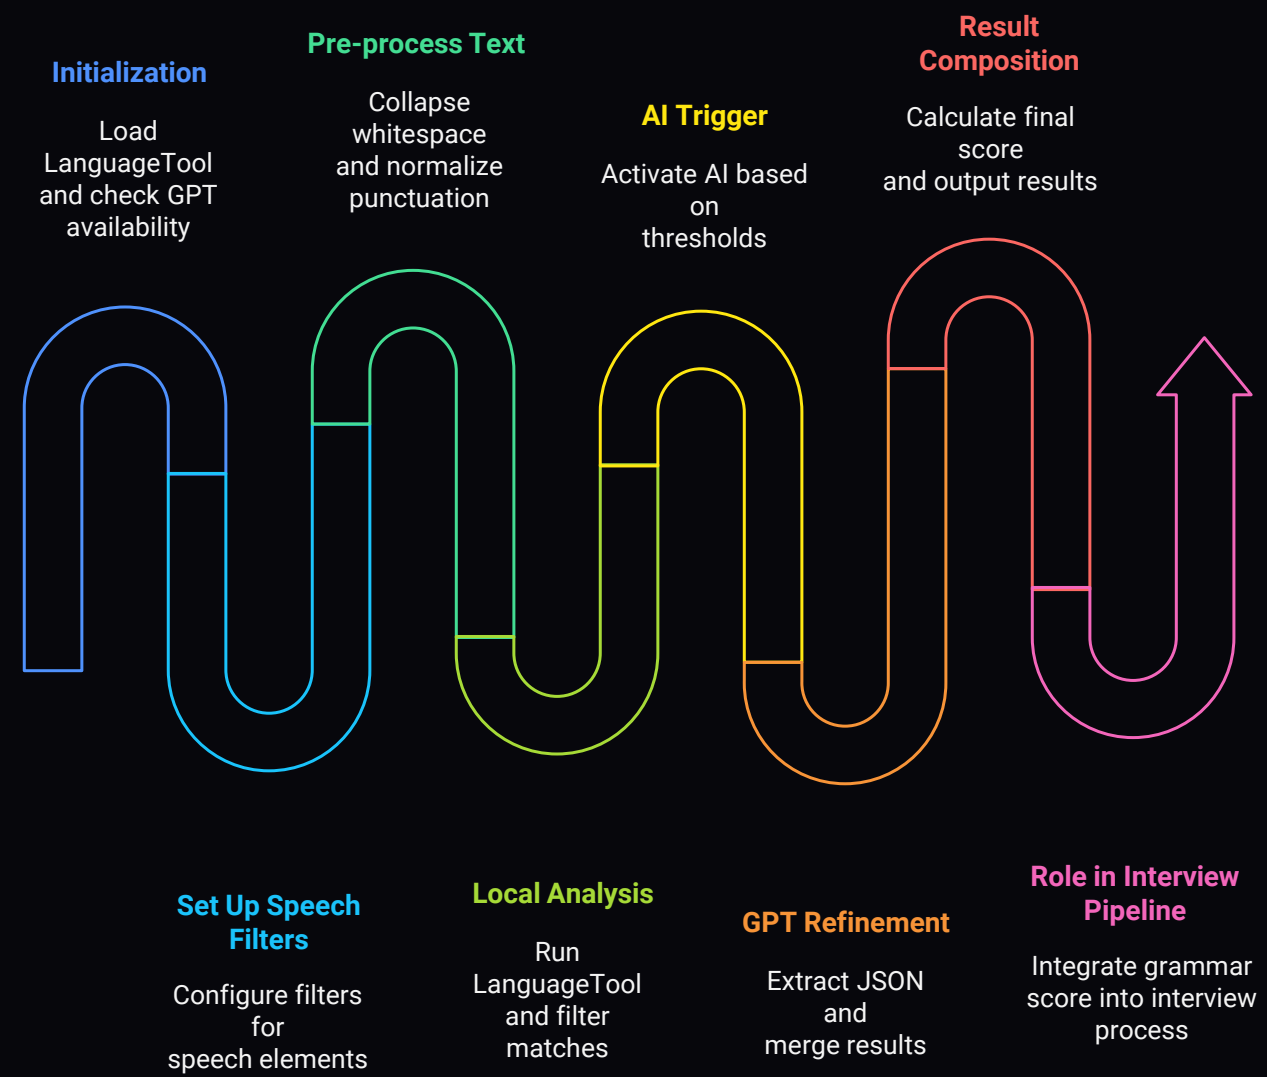 Initialization
Load
LanguageTool
and check GPT
availability
Set Up Speech
Filters
Configure filters
for
speech elements
Pre-process Text
Collapse
whitespace
and normalize
punctuation
Local Analysis
Run
LanguageTool
and filter
matches
AI Trigger
Activate AI based
on
thresholds
GPT Refinement
Extract JSON
and
merge results
Result
Composition
Calculate final
score
and output results
Role in Interview
Pipeline
Integrate grammar
score into interview
process